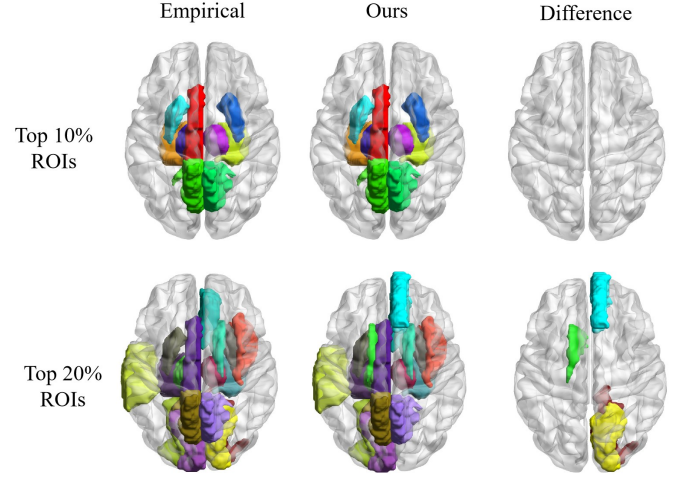 Empirical
Ours
Difference
Top 10%
ROIs
Top 20%
ROIs